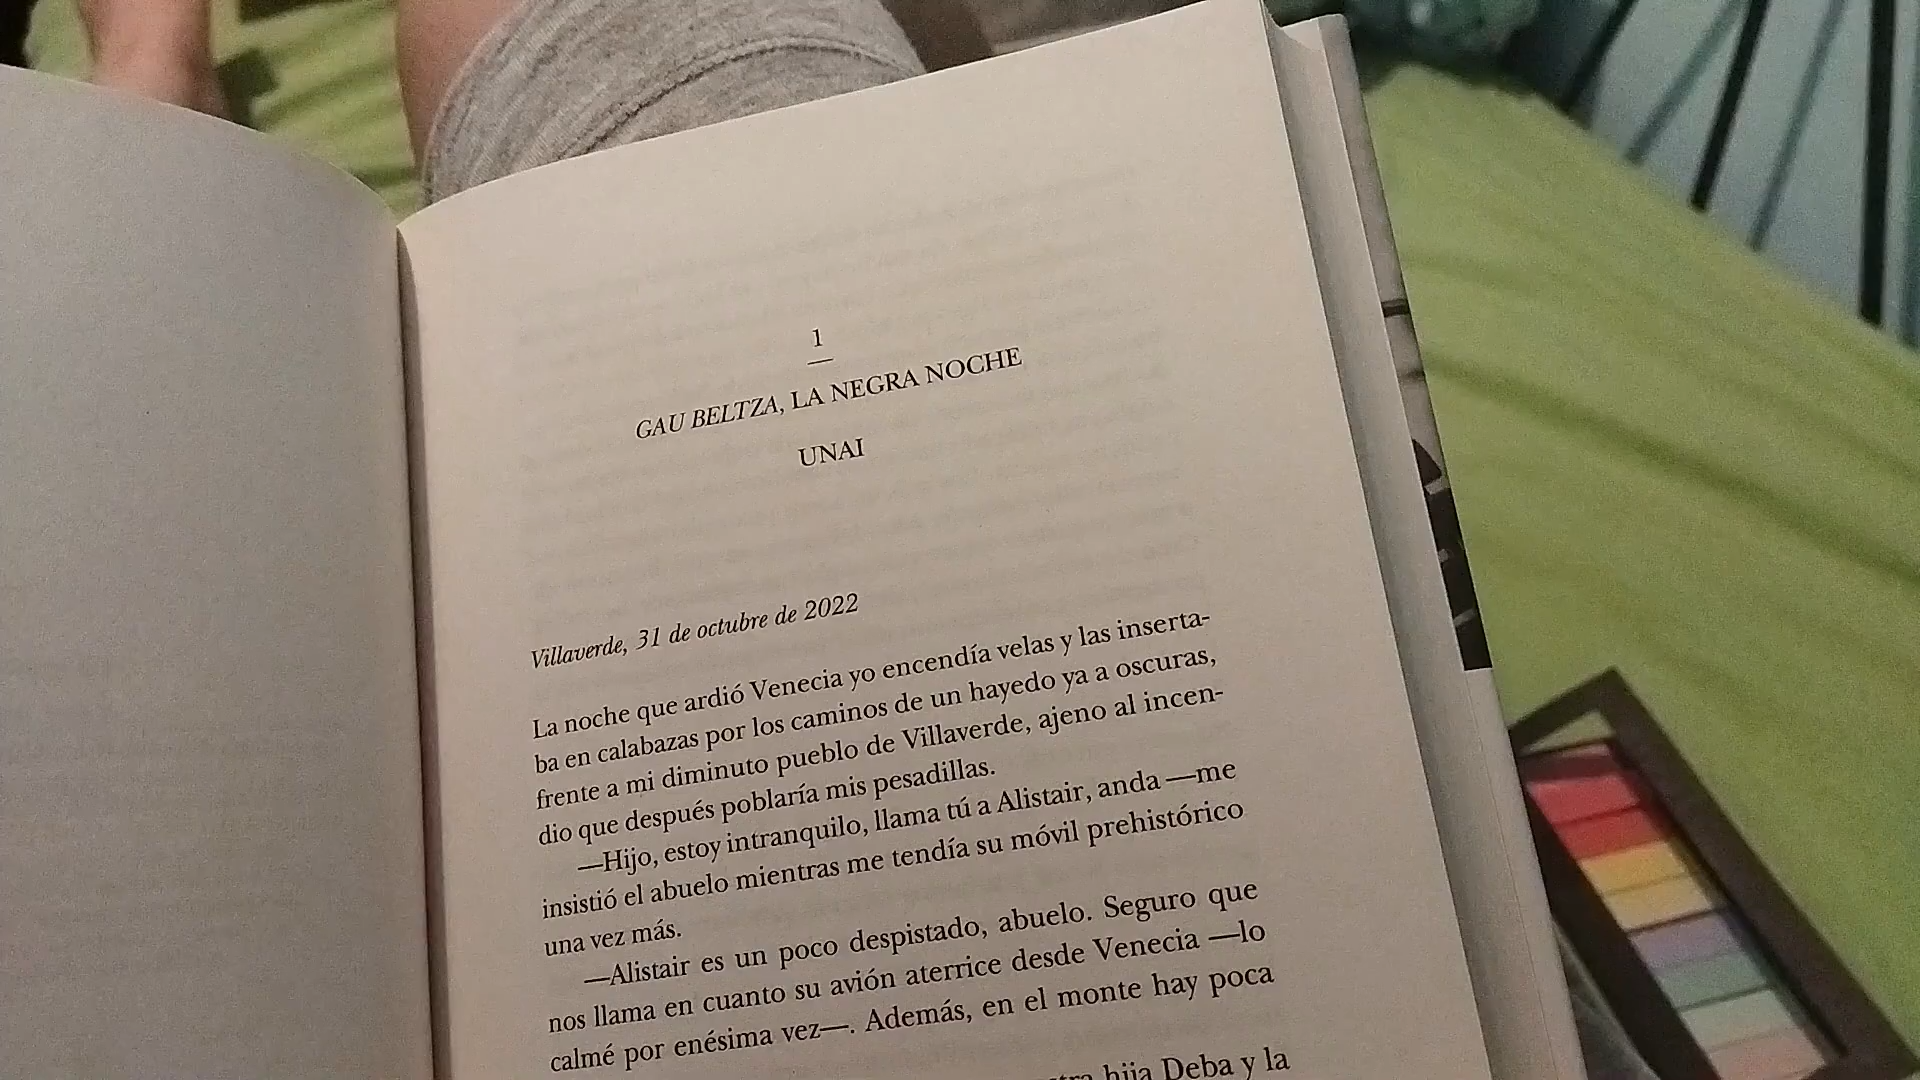 1
GAU BELTZA, LA NEGRA NOCHE
UNAI
Villaverde, 31 de octubre de 2022
La noche que ardió Venecia yo encendía velas y las inserta-
ba en calabazas por los caminos de un hayedo ya a oscuras,
frente a mi diminuto pueblo de Villaverde, ajeno al incen-
dio que después poblaría mis pesadillas.
—Hijo, estoy intranquilo, llama tú a Alistair, anda —me
insistió el abuelo mientras me tendía su móvil prehistórico
una vez más.
—Alistair es un poco despistado, abuelo. Seguro que
nos llama en cuanto su avión aterrice desde Venecia —lo
calmé por enésima vez—. Además, en el monte hay poca
hija Deba y la